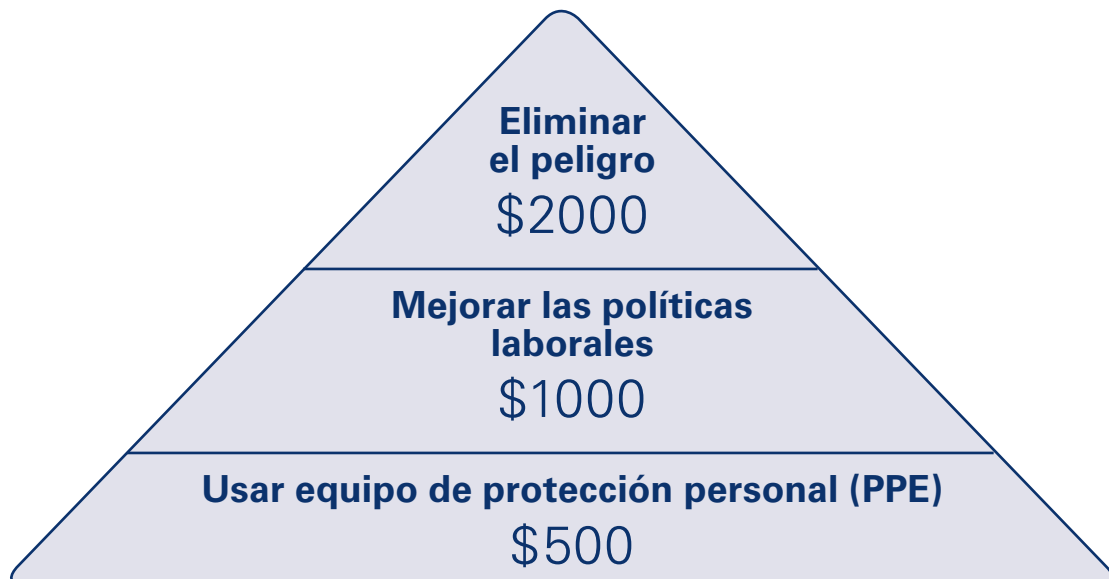 Eliminar
el peligro
$2000
Mejorar las políticas
laborales
$1000
Usar equipo de protección personal (PPE)
$500